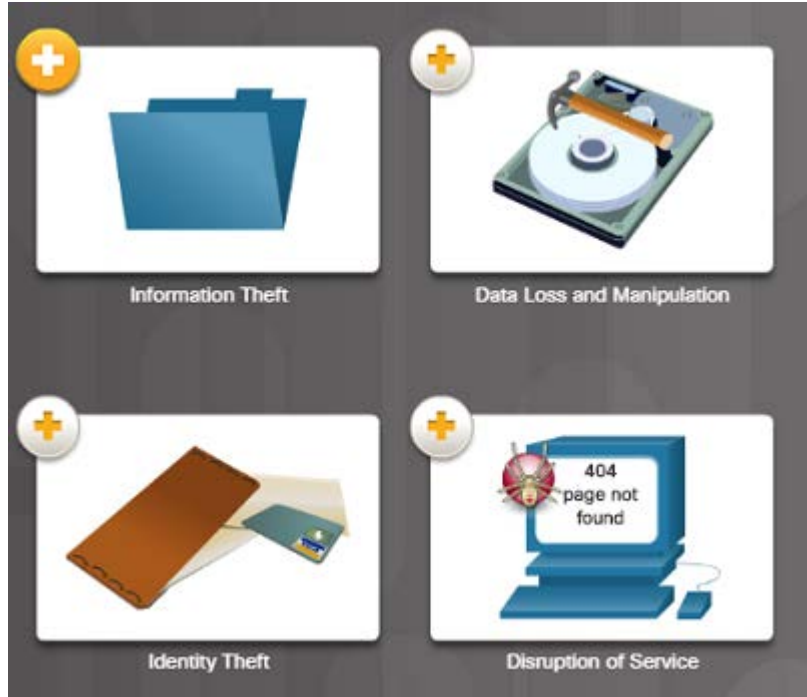 Information Theft
Data Loss and Manipulation
404
page not
found
Identity Theft
Disruption of Service